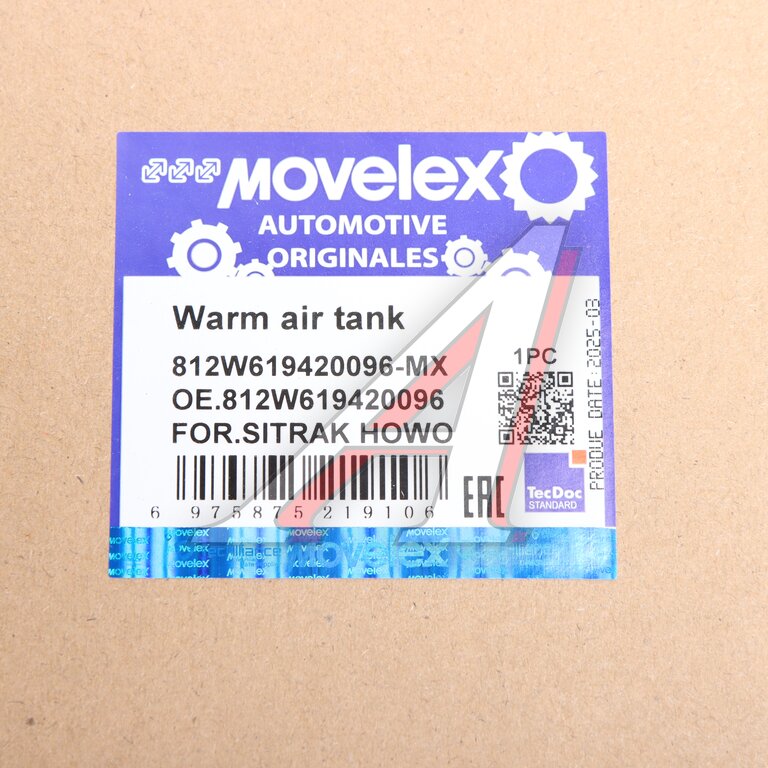 MOVELEX
AUTOMOTIVE
ORIGINALES
Warm air tank
812W619420096-MX
OE.812W619420096
FOR.SITRAK HOWO
1PC
PRODUE DATE:2025-03
6 975875 219106
EAC
TecDoc
STANDARD
MOVELEX